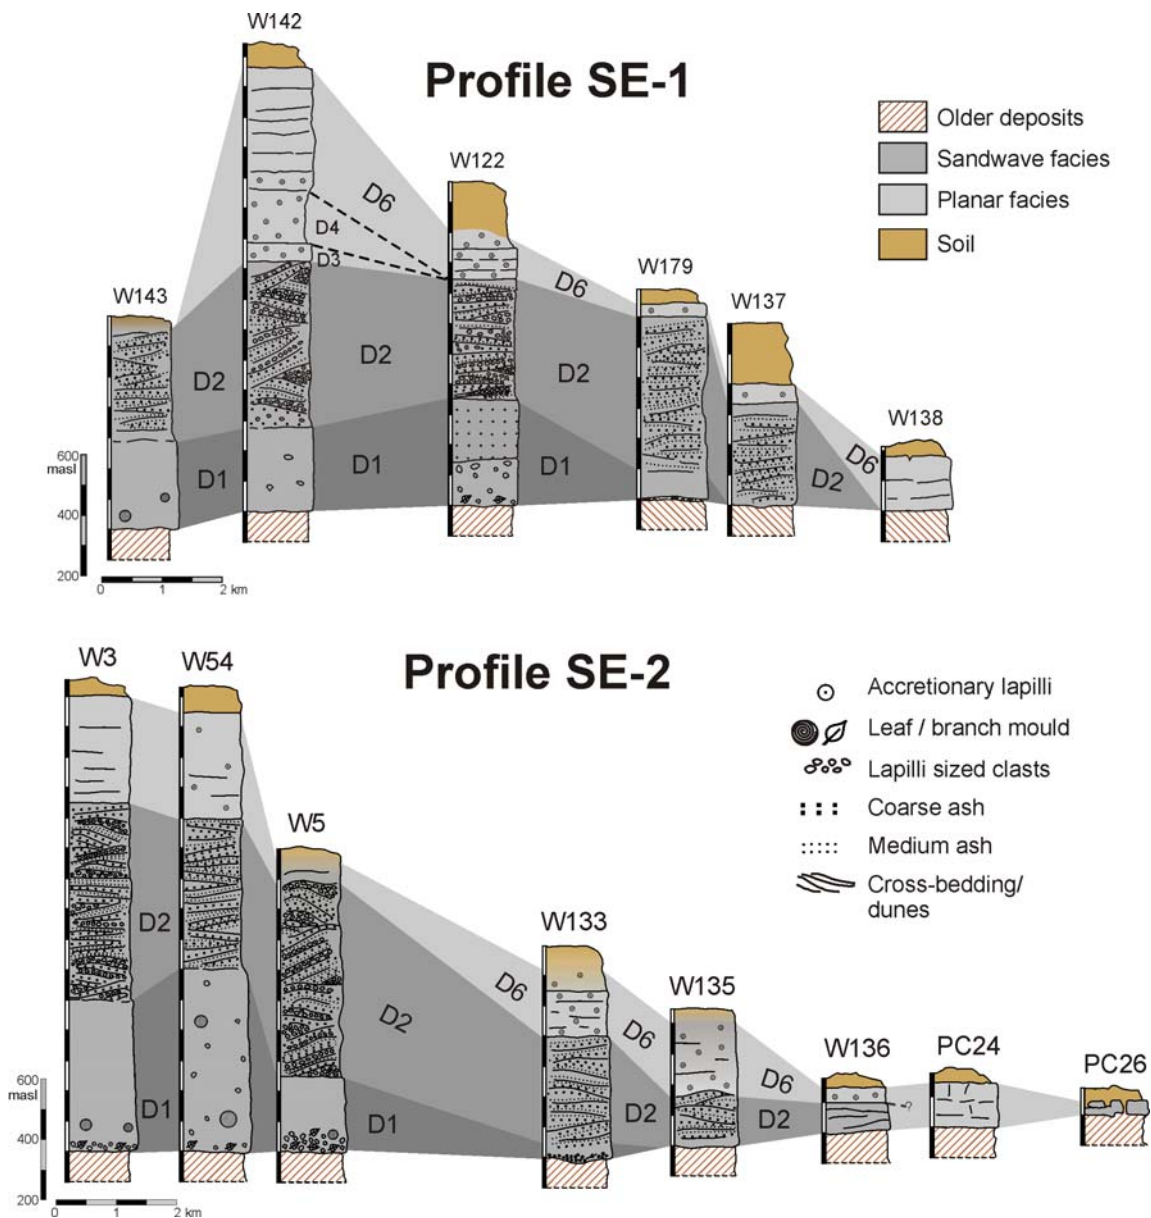 W142
Profile SE-1
Older deposits
Sandwave facies
Planar facies
Soil
W122
D6
D4
D3
W179
D6
W143
W137
D2
D2
D2
W138
600
masl
400
200
D1
D1
D1
D6
D2
0 1 2 km
W3
W54
Profile SE-2
Accretionary lapilli
Leaf / branch mould
Lapilli sized clasts
Coarse ash
Medium ash
Cross-bedding/
dunes
W5
W133
D2
D6
W135
D2
D6
W136
PC24
PC26
600
masl
400
200
D1
D1
D2
D6
D2
0 1 2 km